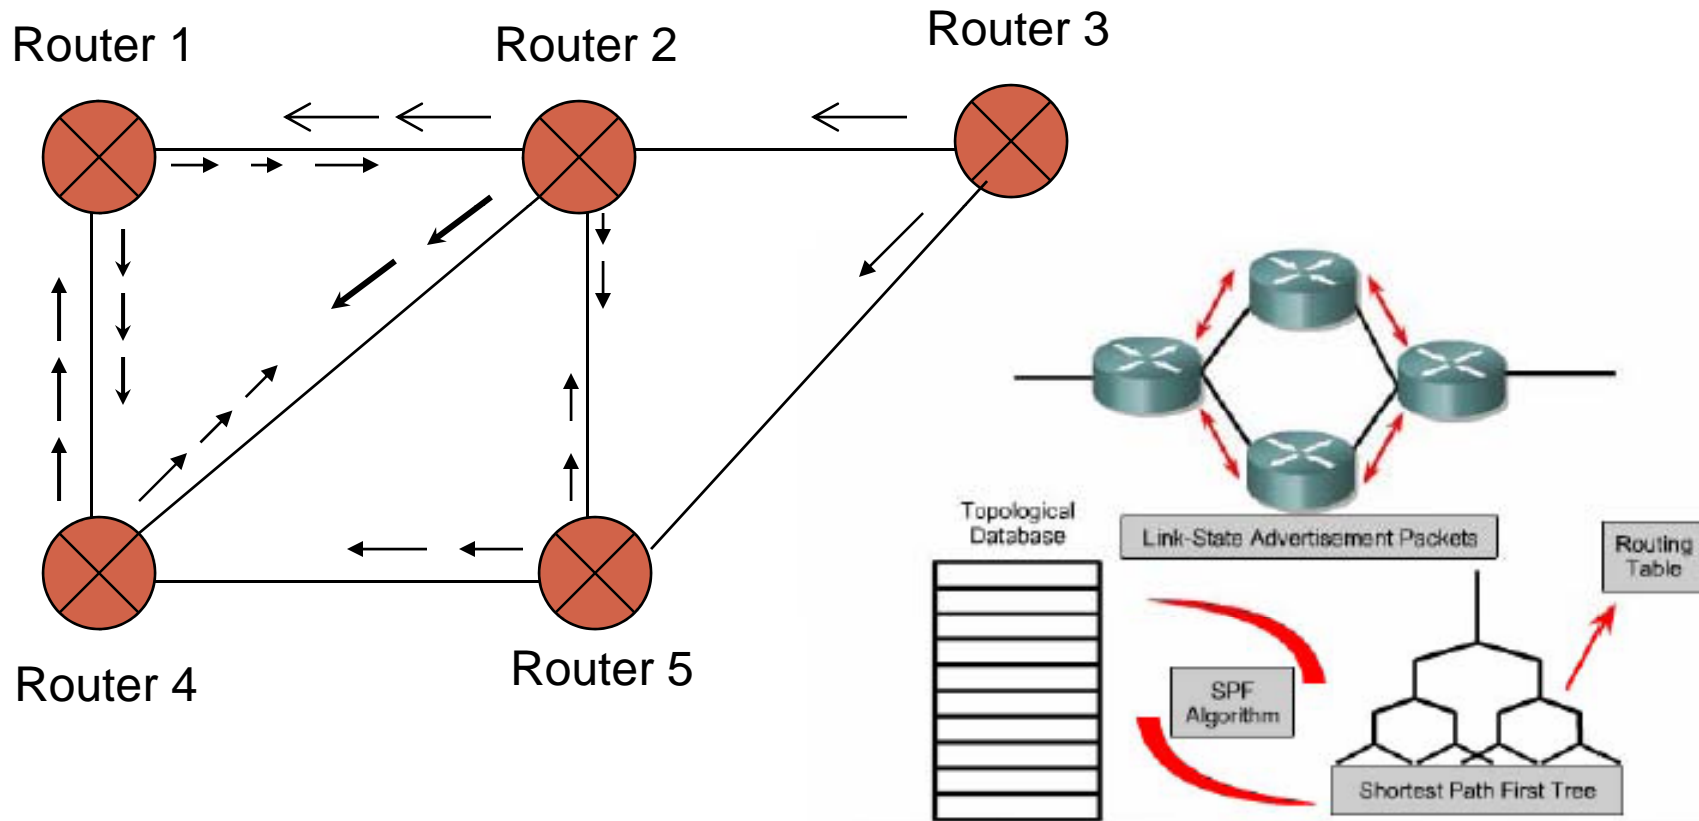 Router 1
Router 2
Router 3
Router 4
Router 5
Topological
Database
Link-State Advertisement Packets
Routing
Table
SPF
Algorithm
Shortest Path First Tree